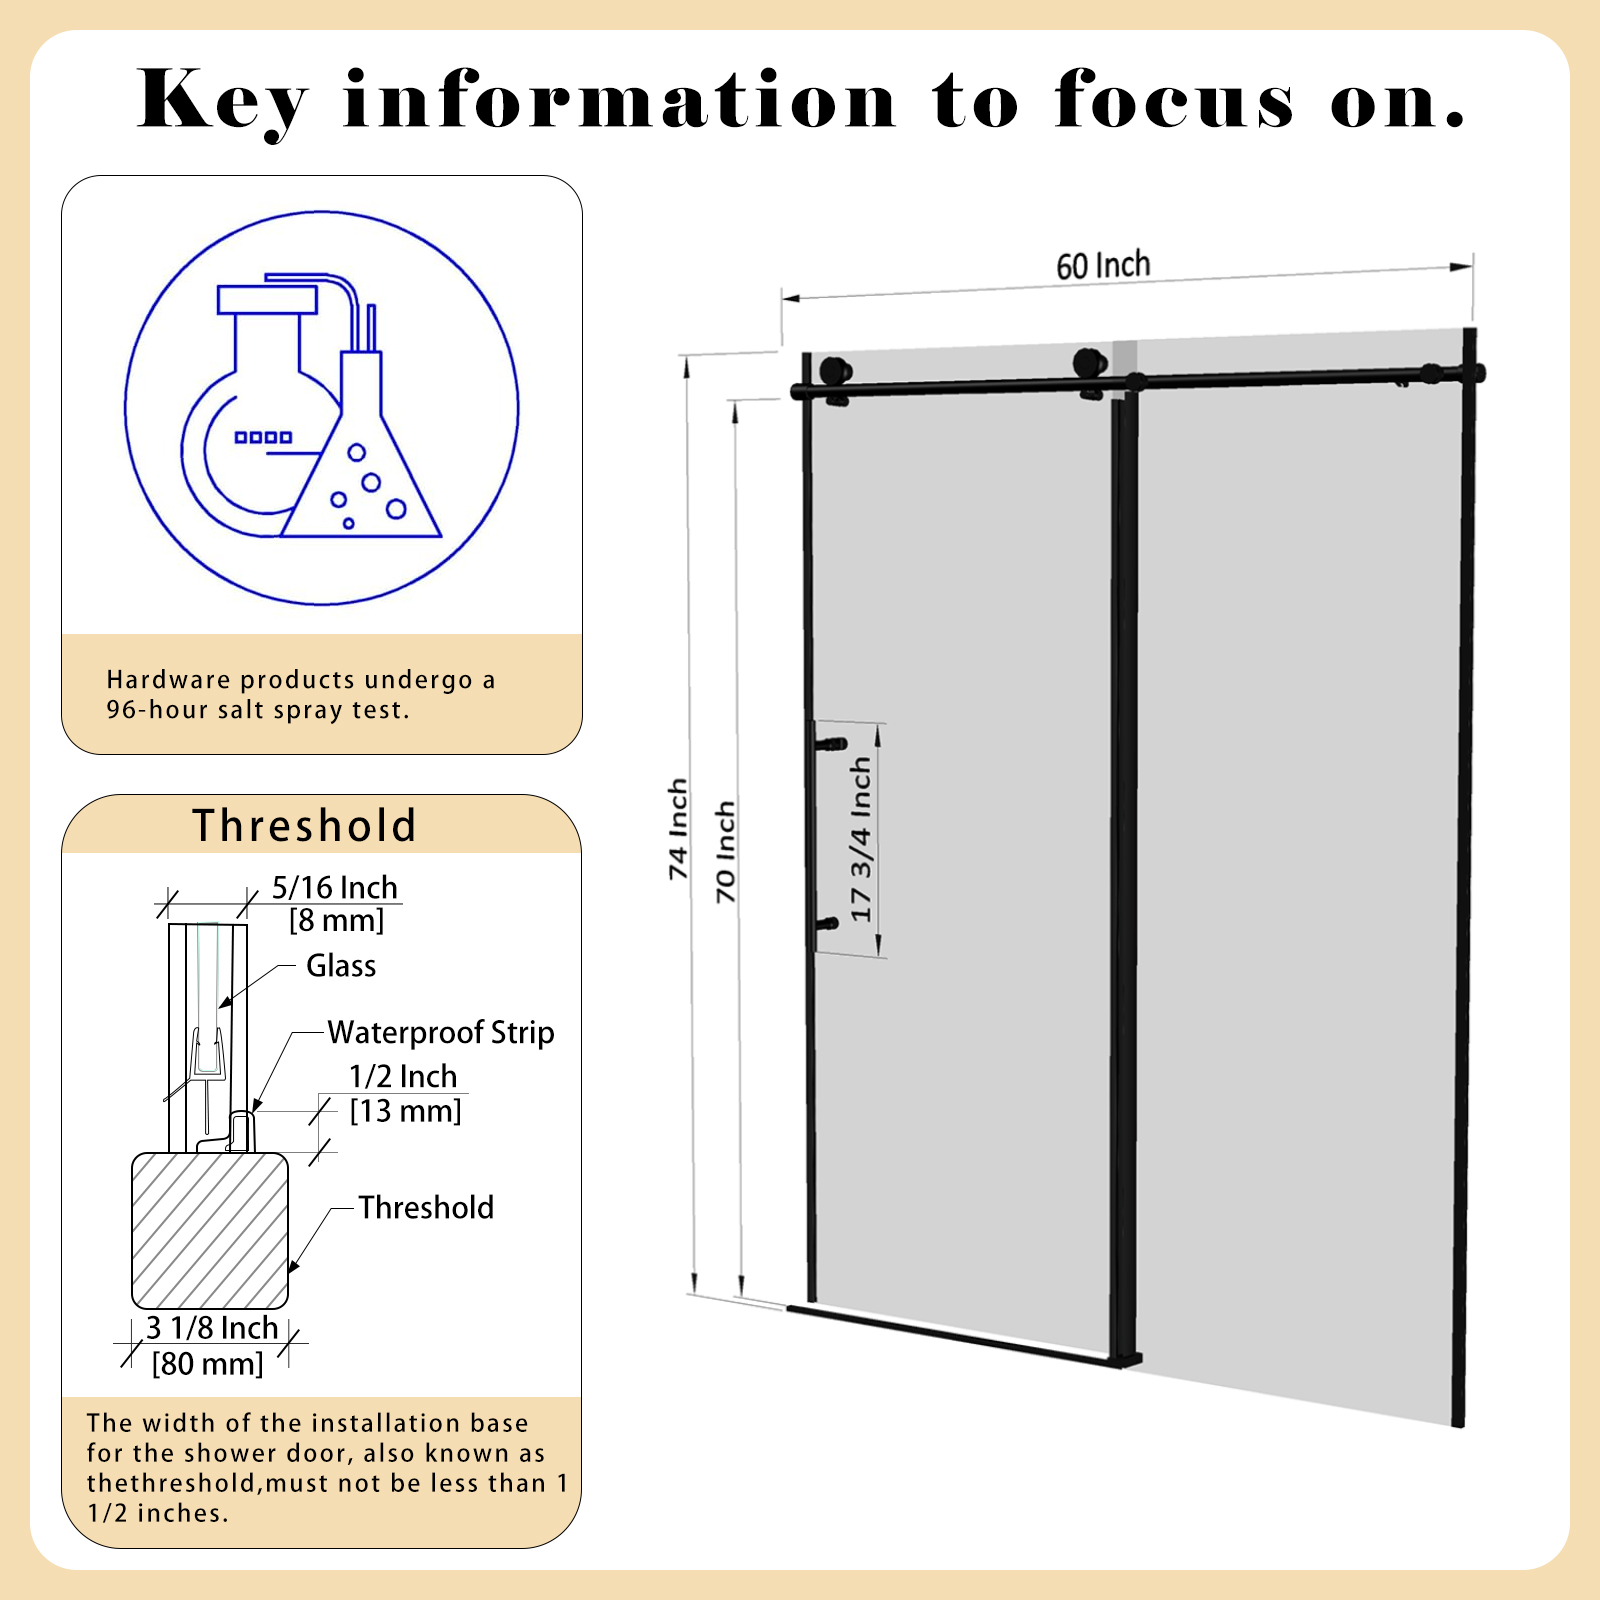 Key information to focus on.
Hardware products undergo a
96-hour salt spray test.
Threshold
5/16 Inch
[8 mm]
Glass
Waterproof Strip
1/2 Inch
[13 mm]
Threshold
3 1/8 Inch
[80 mm]
The width of the installation base
for the shower door, also known as
thethreshold,must not be less than 1
1/2 inches.
60 Inch
74 Inch
70 Inch
17 3/4 Inch